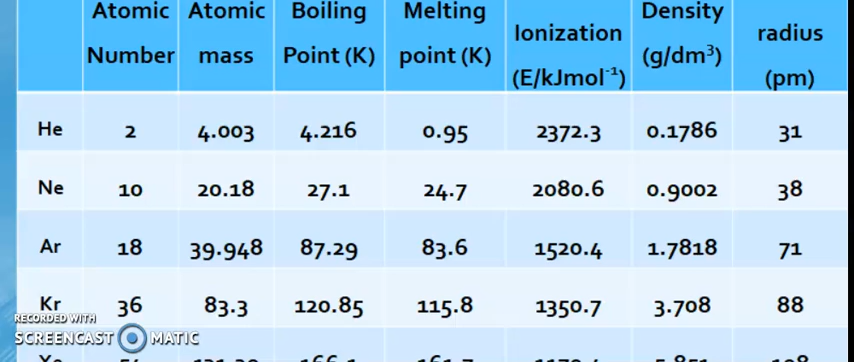 Atomic Number Atomic mass Boiling Point (K) Melting point (K) Ionization (E/kJmol⁻¹) Density (g/dm³) radius (pm)
He 2 4.003 4.216 0.95 2372.3 0.1786 31
Ne 10 20.18 27.1 24.7 2080.6 0.9002 38
Ar 18 39.948 87.29 83.6 1520.4 1.7818 71
Kr 36 83.3 120.85 115.8 1350.7 3.708 88
RECORDED WITH
SCREENCAST MATIC
Xe